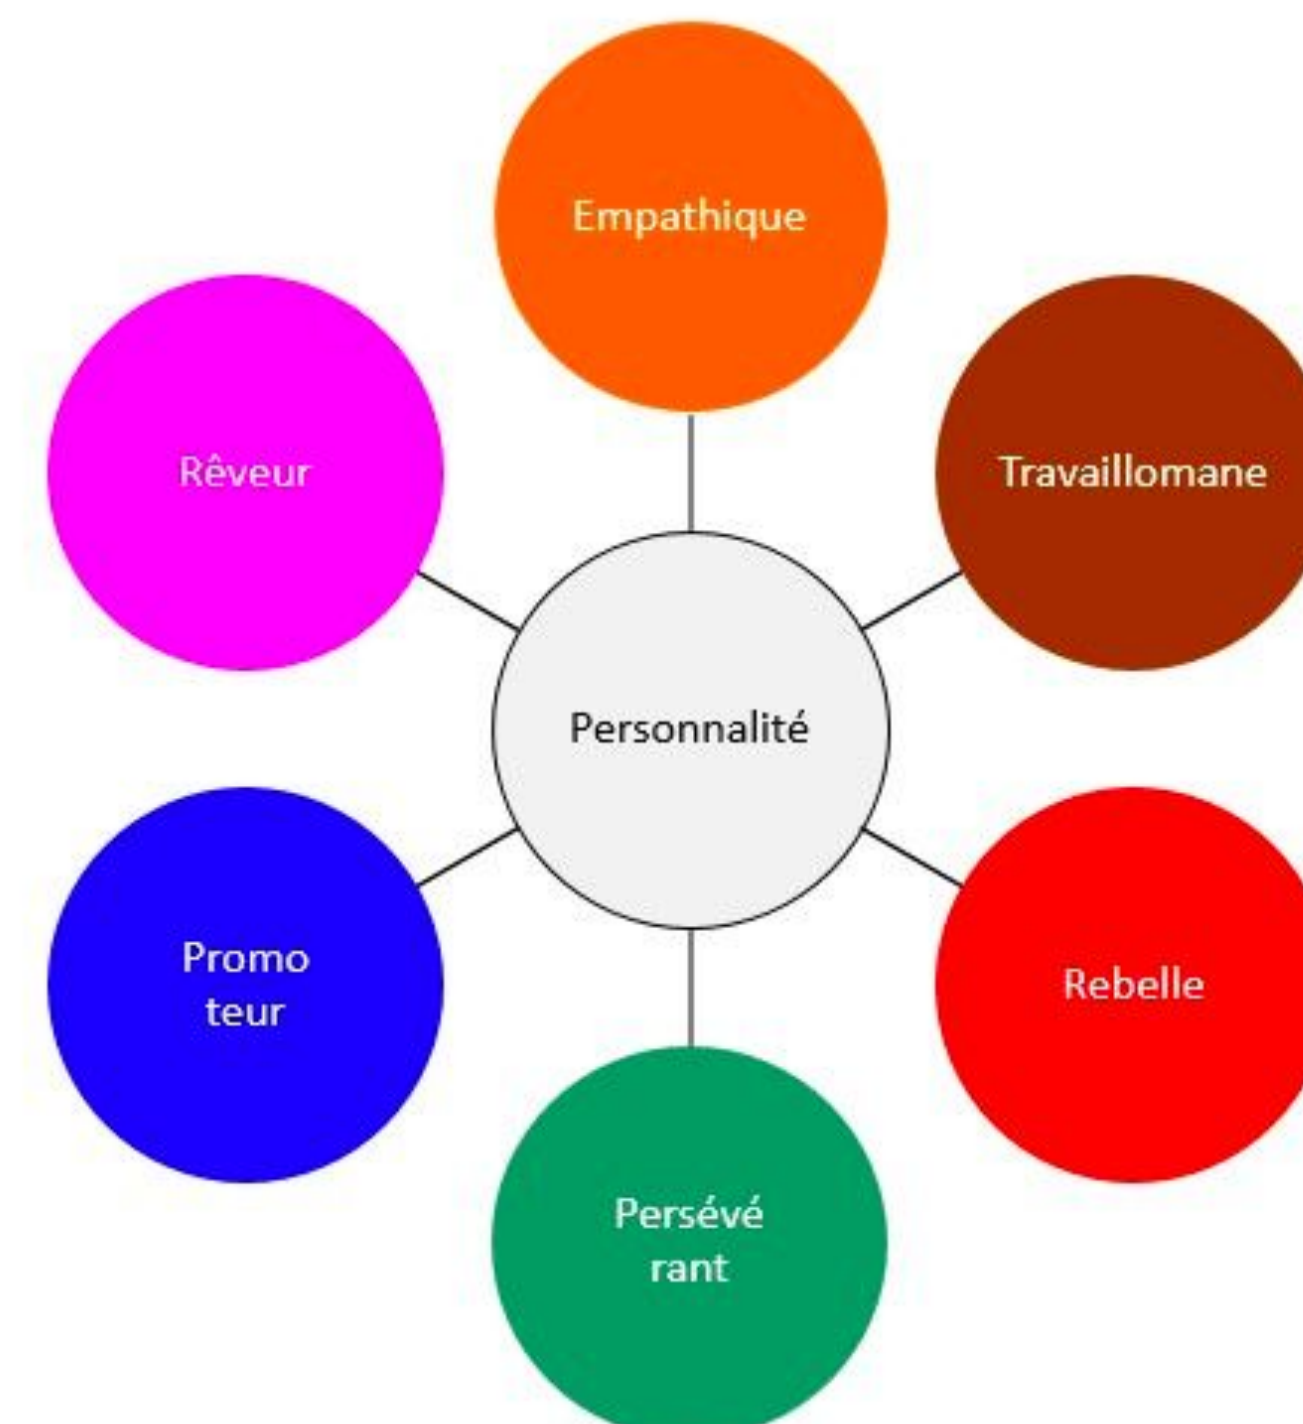 Empathique
Rêveur
Travaillomane
Personnalité
Promo
teur
Rebelle
Persévé
rant